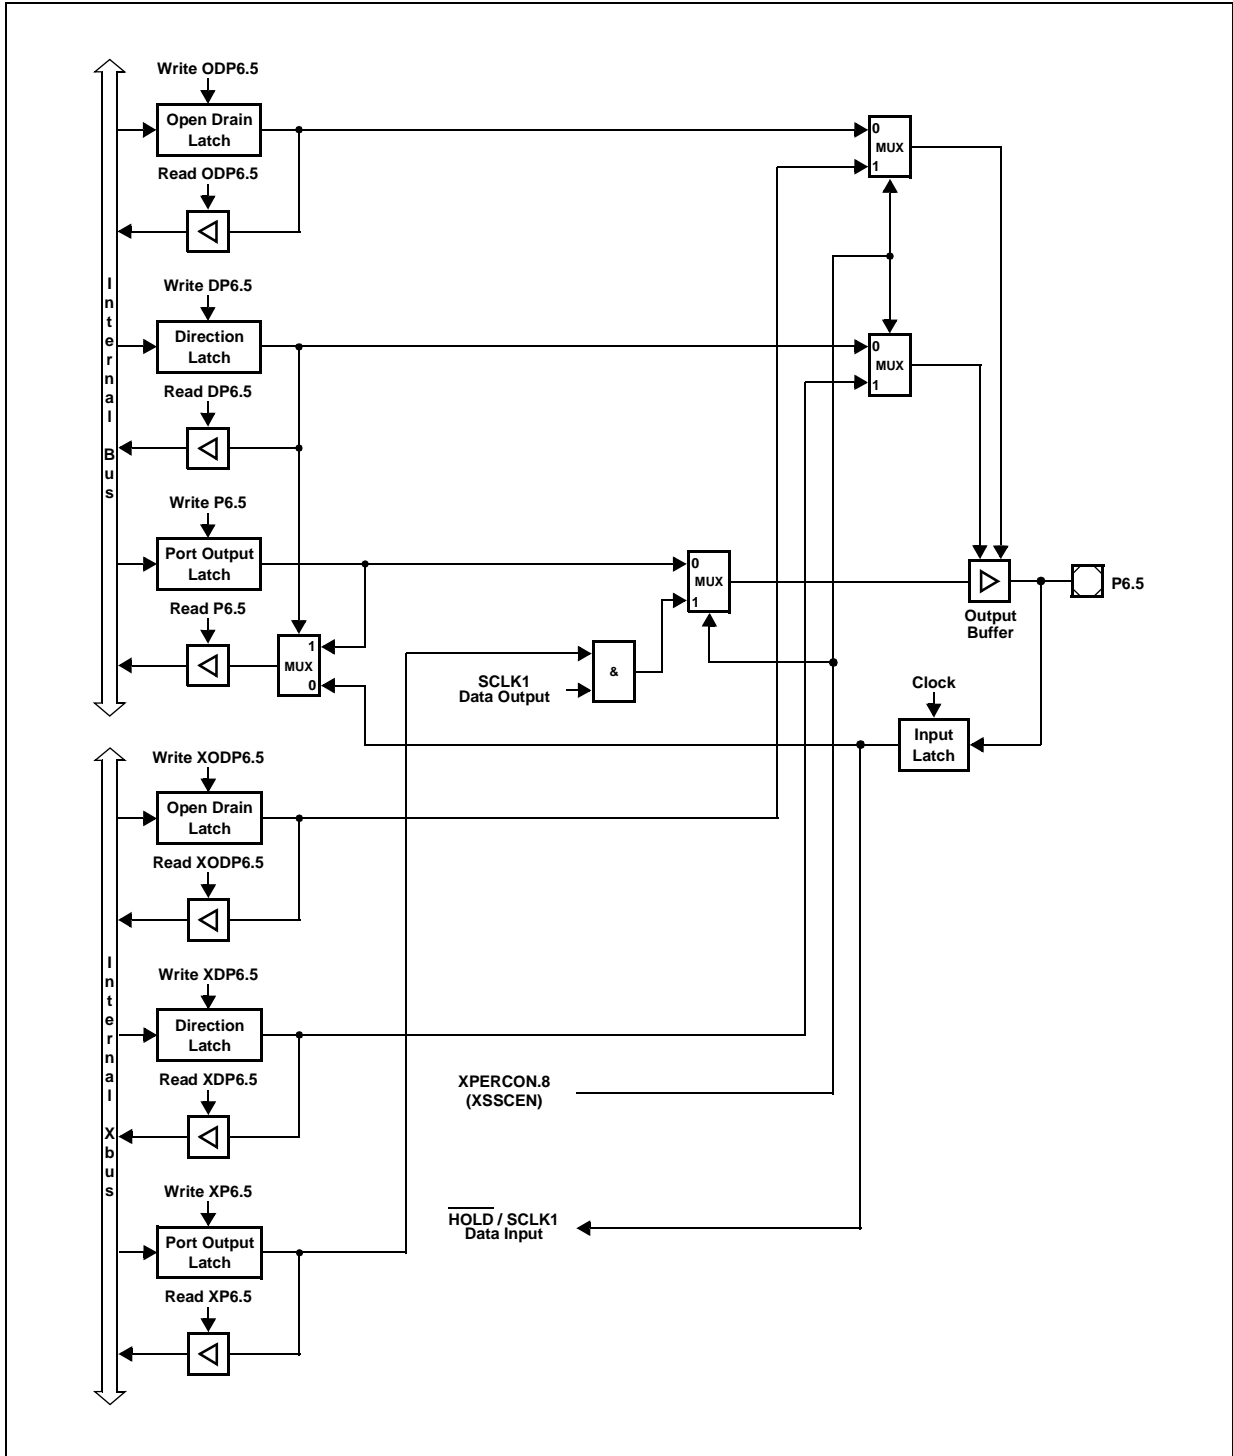 Write ODP6.5
Open Drain
Latch
0
MUX
1
Read ODP6.5
Internal Bus
Write DP6.5
Direction
Latch
0
MUX
1
Read DP6.5
Write P6.5
Port Output
Latch
0
MUX
1
P6.5
Output
Buffer
Read P6.5
1
MUX
0
&
SCLK1
Data Output
Clock
Input
Latch
Write XODP6.5
Open Drain
Latch
Read XODP6.5
Internal Xbus
Write XDP6.5
Direction
Latch
Read XDP6.5
XPERCON.8
(XSSCEN)
Write XP6.5
Port Output
Latch
HOLD / SCLK1
Data Input
Read XP6.5